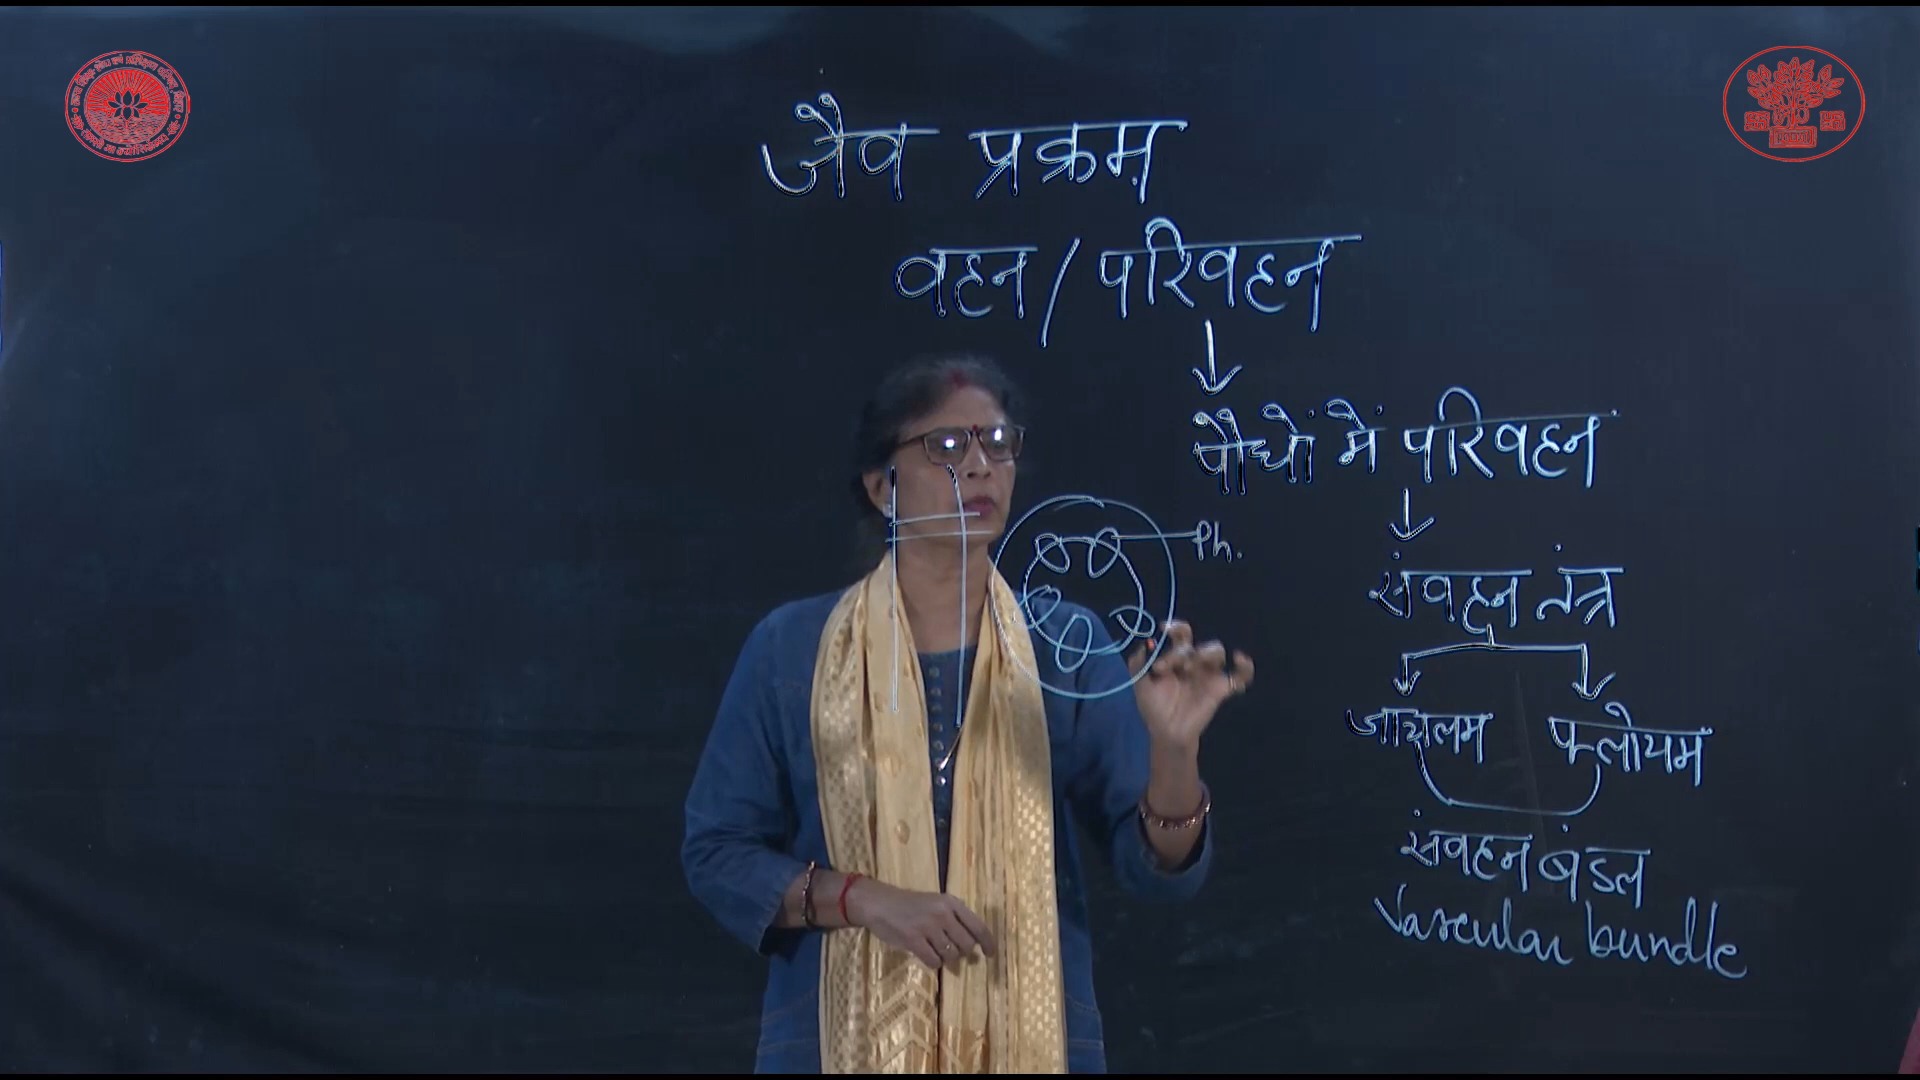 जैव प्रक्रम
वहन / परिवहन
पौधों में परिवहन
Ph.
संवहन तंत्र
जाइलम फ्लोयम
संवहन बंडल
Vascular bundle